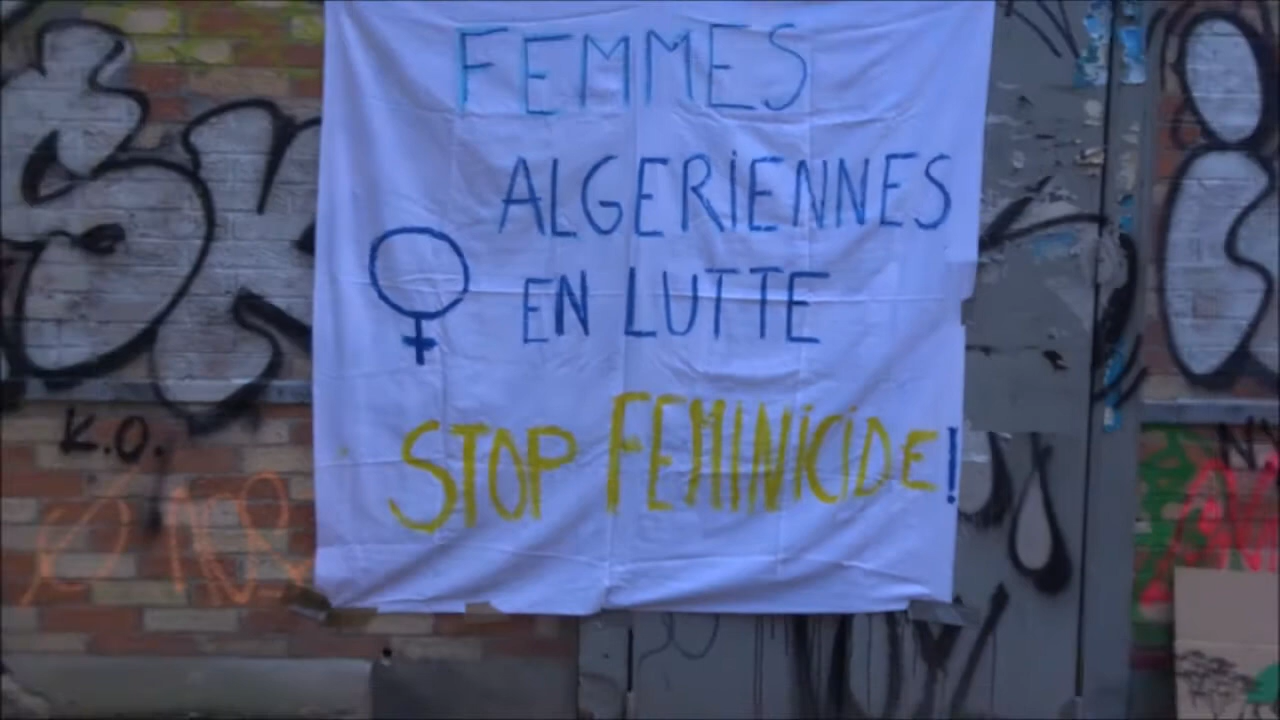 FEMMES
ALGERiENNES
EN LUTTE
STOP FEMINiCiDE!
K.O.